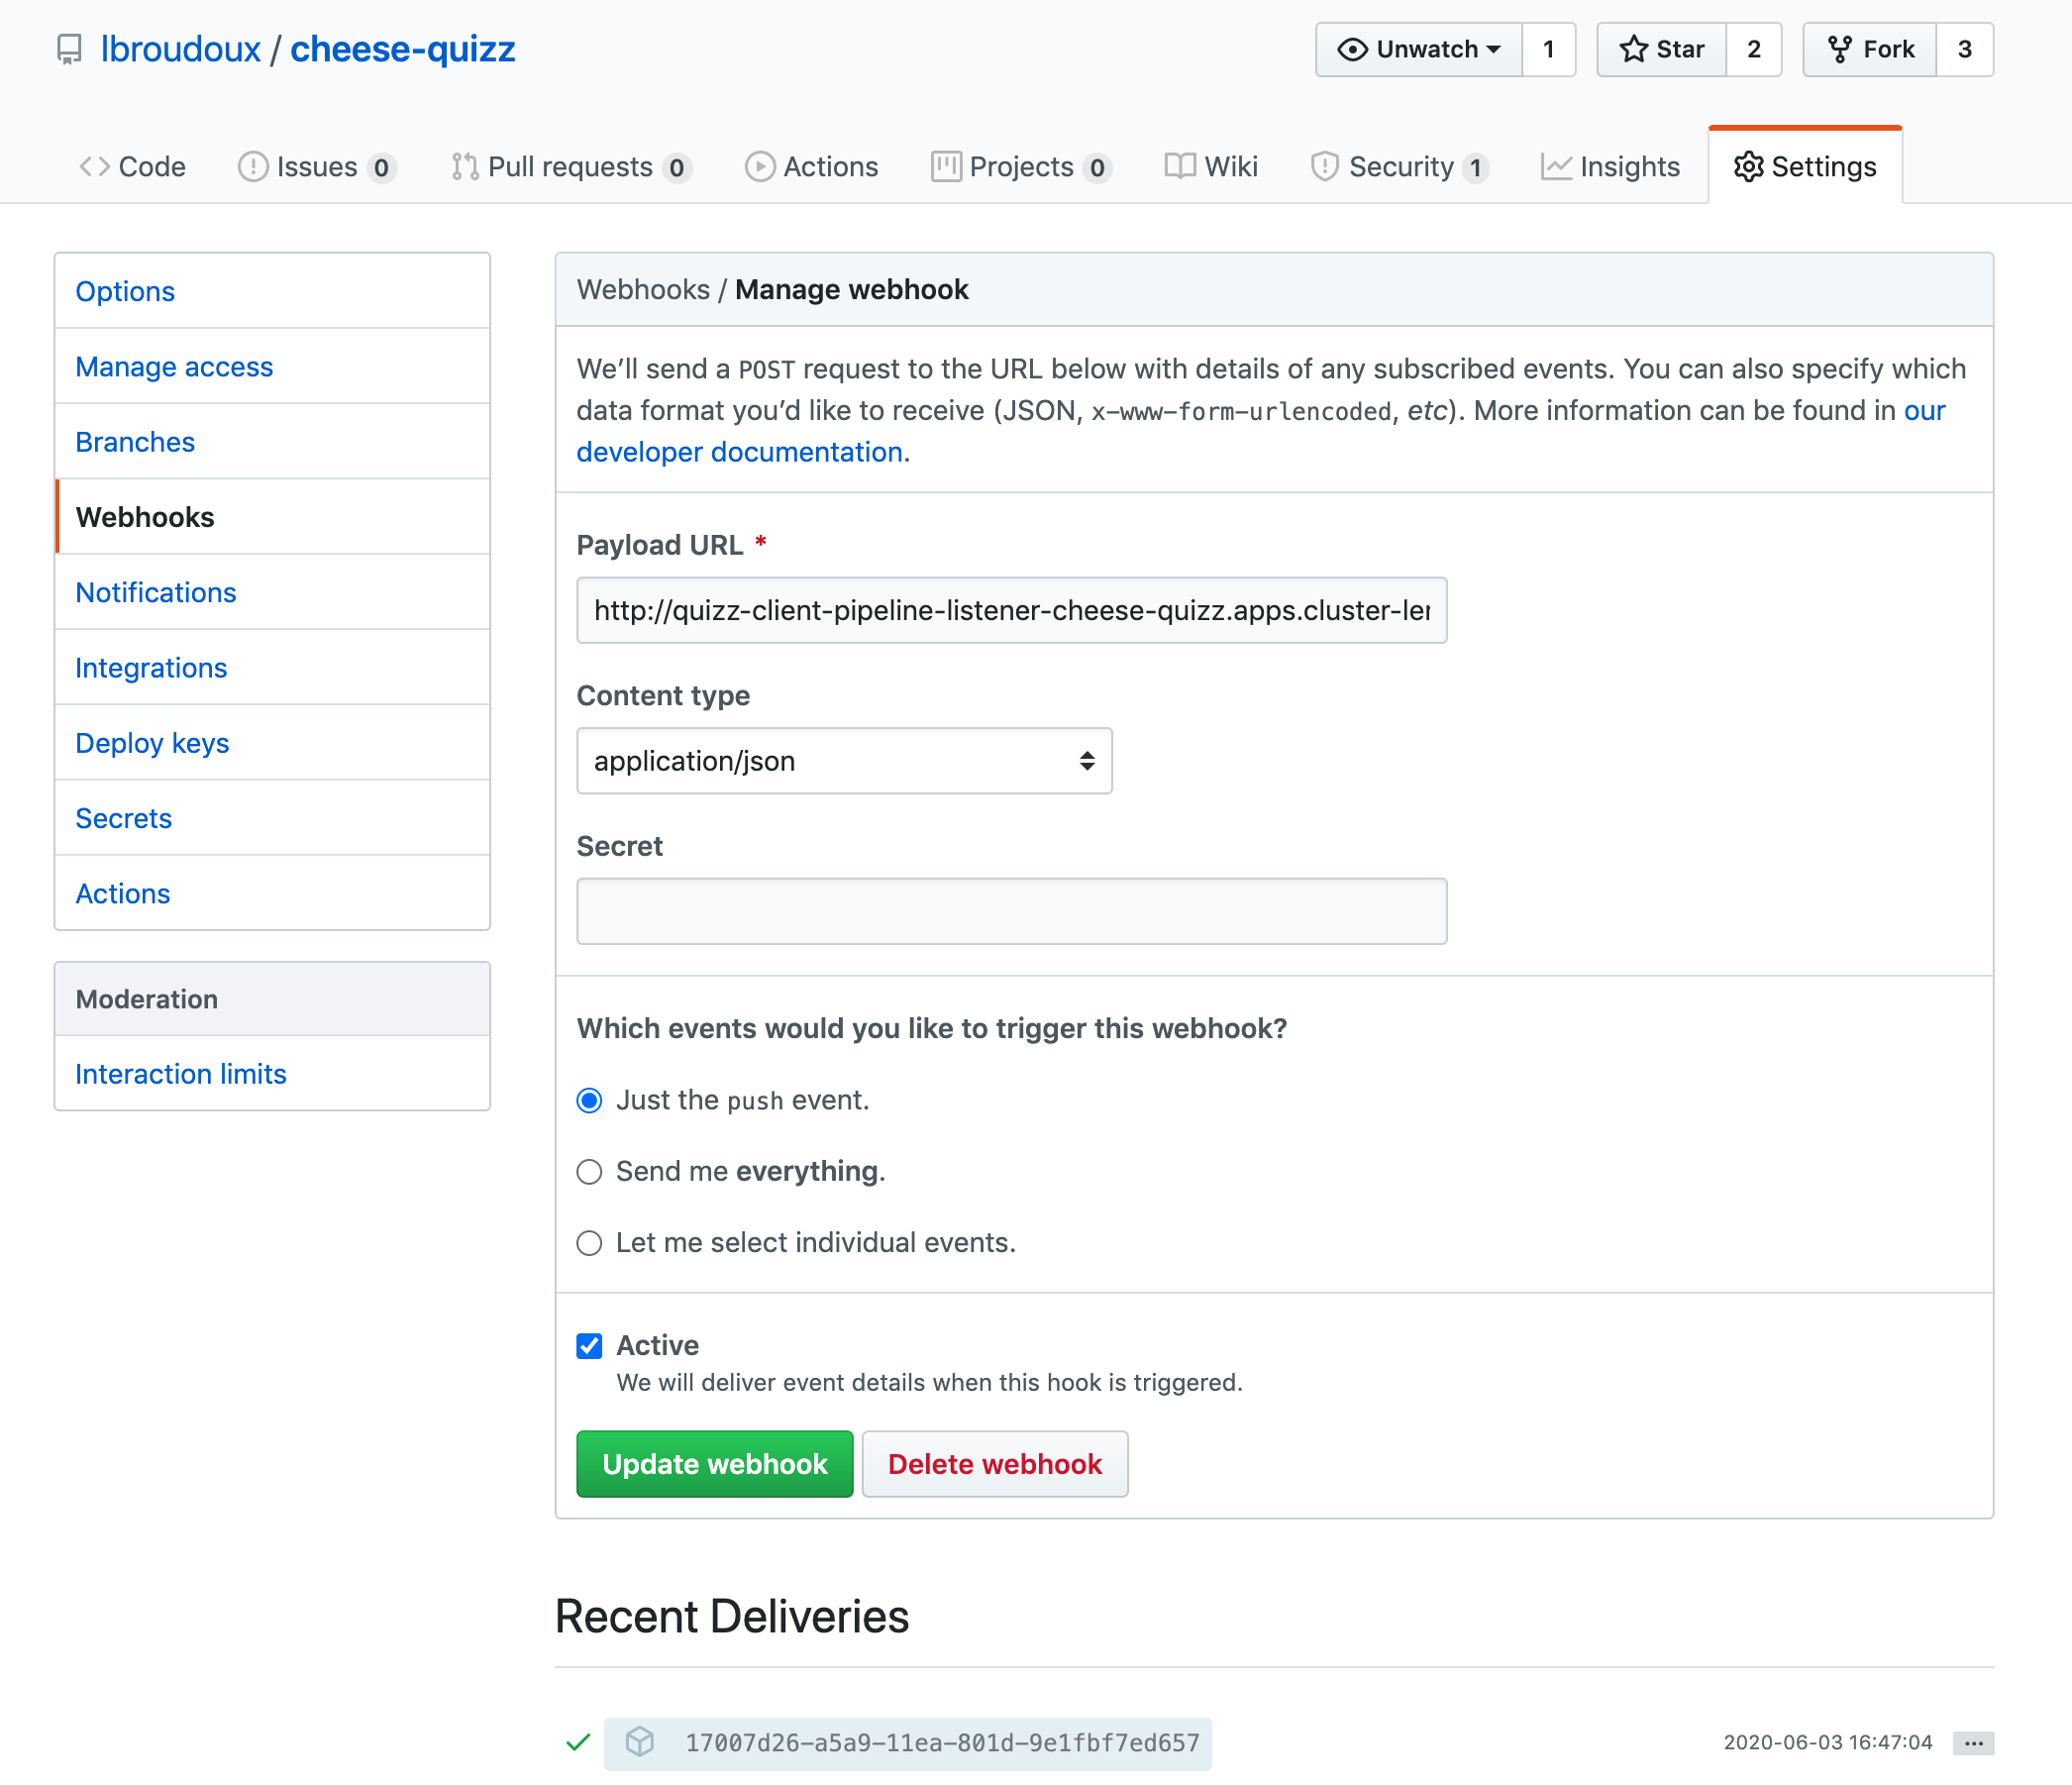 lbroudoux / cheese-quizz
Unwatch 1 Star 2 Fork 3
Code Issues 0 Pull requests 0 Actions Projects 0 Wiki Security 1 Insights Settings
Options
Manage access
Branches
Webhooks
Notifications
Integrations
Deploy keys
Secrets
Actions
Moderation
Interaction limits
Webhooks / Manage webhook
We’ll send a POST request to the URL below with details of any subscribed events. You can also specify which
data format you’d like to receive (JSON, x-www-form-urlencoded, etc). More information can be found in our
developer documentation.
Payload URL *
http://quizz-client-pipeline-listener-cheese-quizz.apps.cluster-ler
Content type
application/json
Secret
Which events would you like to trigger this webhook?
Just the push event.
Send me everything.
Let me select individual events.
Active
We will deliver event details when this hook is triggered.
Update webhook Delete webhook
Recent Deliveries
17007d26-a5a9-11ea-801d-9e1fbf7ed657 2020-06-03 16:47:04 ...